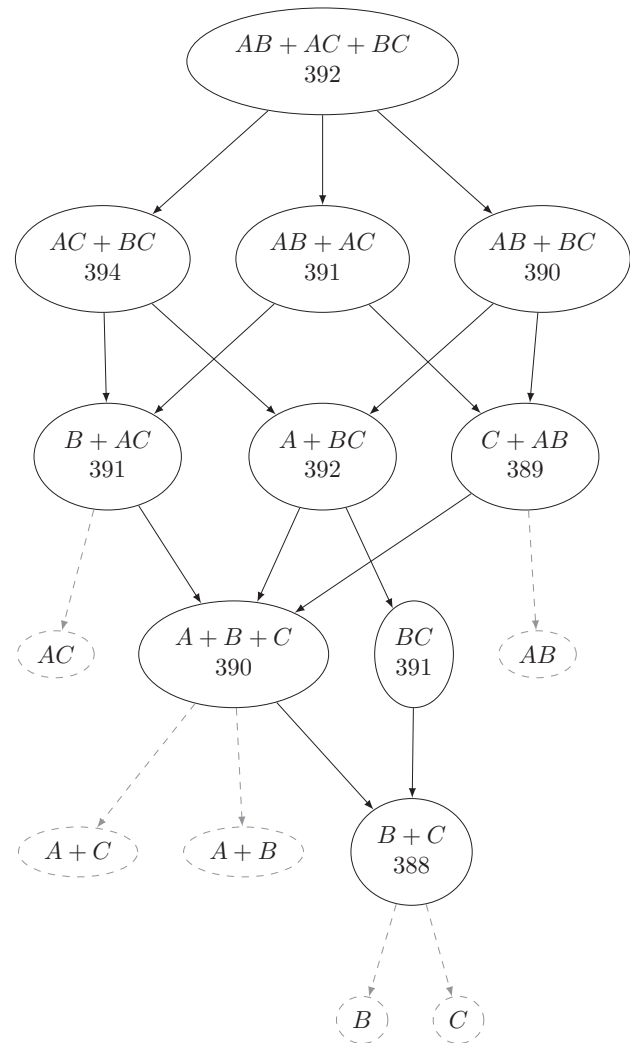 AB + AC + BC
392
AC + BC
394
AB + AC
391
AB + BC
390
B + AC
391
A + BC
392
C + AB
389
AC
A + B + C
390
BC
391
AB
A + C
A + B
B + C
388
B
C